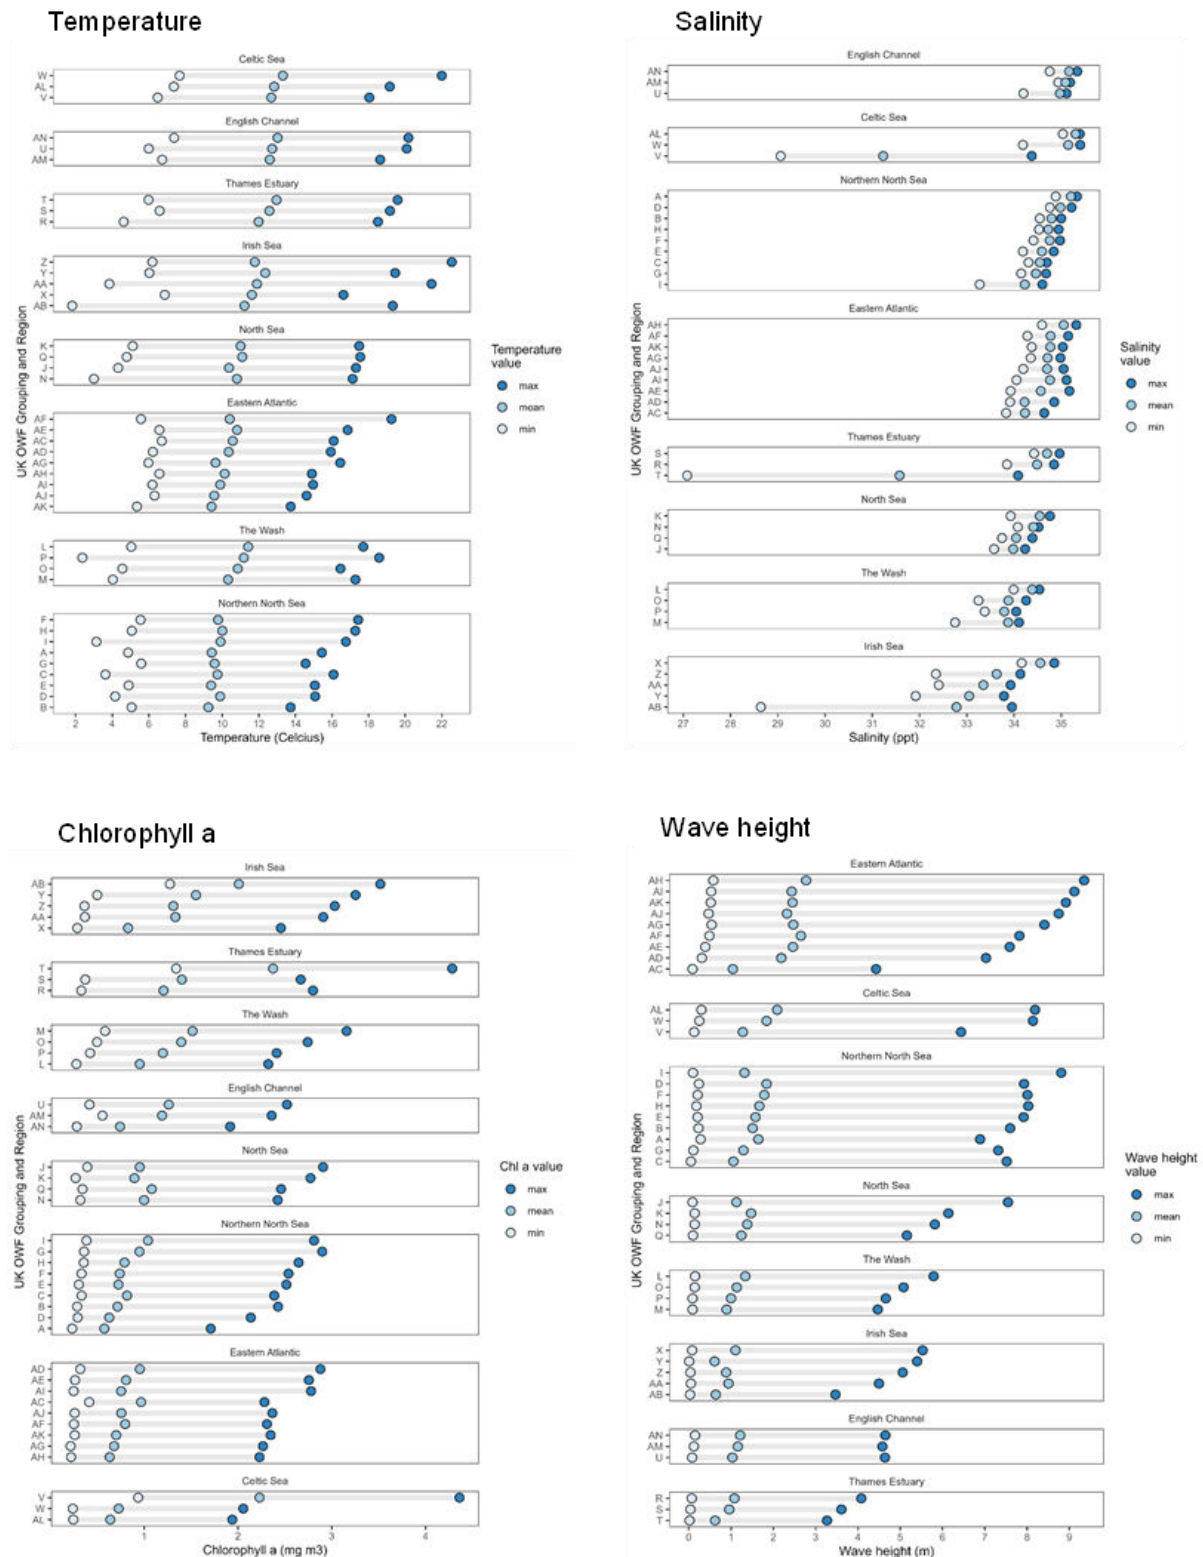 Temperature
Celtic Sea
W
AL
V
English Channel
AN
U
AM
Thames Estuary
T
S
R
Irish Sea
Z
Y
AA
X
AB
North Sea
K
Q
J
N
Eastern Atlantic
AF
AE
AC
AD
AG
AH
AI
AJ
AK
The Wash
L
P
O
M
Northern North Sea
F
H
I
A
G
C
E
D
B
2 4 6 8 10 12 14 16 18 20 22
Temperature (Celcius)
UK OWF Grouping and Region
Temperature
value
max
mean
min
Salinity
English Channel
AN
AM
U
Celtic Sea
AL
W
V
Northern North Sea
A
D
B
H
F
E
C
G
I
Eastern Atlantic
AH
AF
AK
AG
AJ
AI
AE
AD
AC
Thames Estuary
S
R
T
North Sea
K
N
Q
J
The Wash
L
O
P
M
Irish Sea
X
Z
AA
Y
AB
27 28 29 30 31 32 33 34 35
Salinity (ppt)
UK OWF Grouping and Region
Salinity
value
max
mean
min
Chlorophyll a
Irish Sea
AB
Y
Z
AA
X
Thames Estuary
T
S
R
The Wash
M
O
P
L
English Channel
U
AM
AN
North Sea
J
K
Q
N
Northern North Sea
I
G
H
F
E
C
B
D
A
Eastern Atlantic
AD
AE
AI
AC
AJ
AF
AK
AG
AH
Celtic Sea
V
W
AL
1 2 3 4
Chlorophyll a (mg m3)
UK OWF Grouping and Region
Chl a value
max
mean
min
Wave height
Eastern Atlantic
AH
AI
AK
AJ
AG
AF
AE
AD
AC
Celtic Sea
AL
W
V
Northern North Sea
I
D
F
H
E
B
A
G
C
North Sea
J
K
N
Q
The Wash
L
O
P
M
Irish Sea
X
Y
Z
AA
AB
English Channel
AN
AM
U
Thames Estuary
R
S
T
0 1 2 3 4 5 6 7 8 9
Wave height (m)
UK OWF Grouping and Region
Wave height
value
max
mean
min